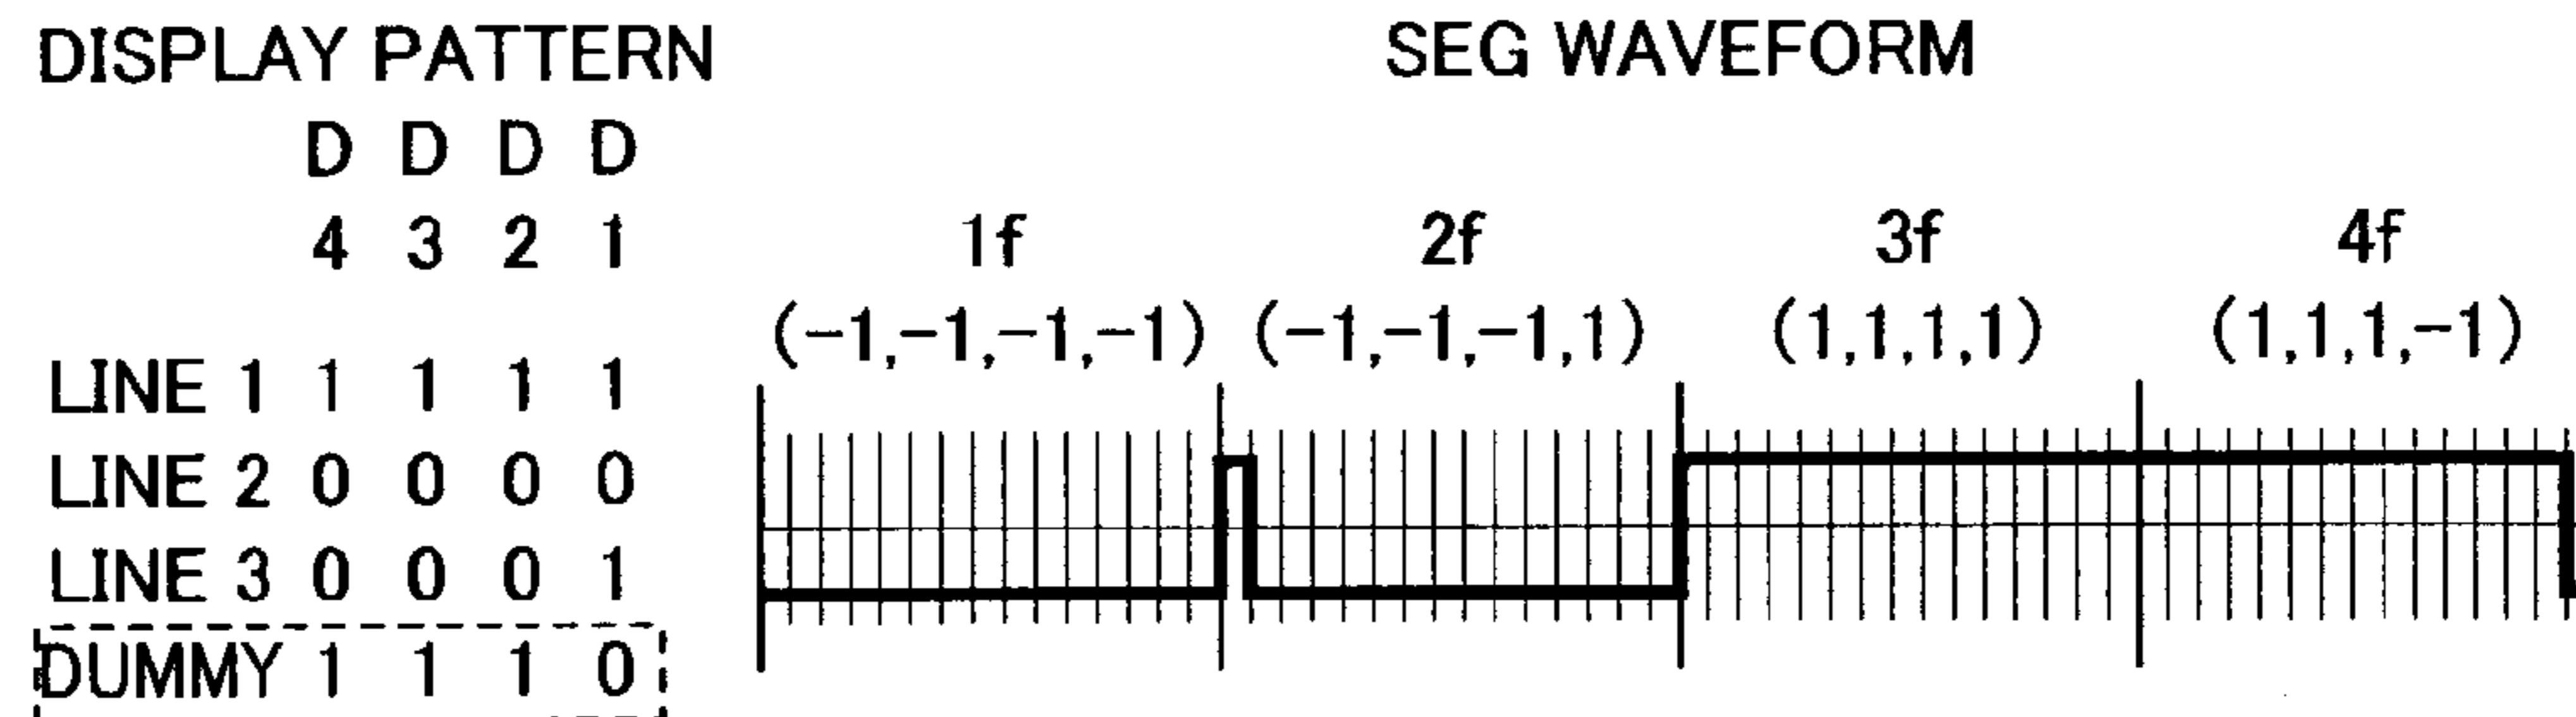 DISPLAY PATTERN SEG WAVEFORM
D D D D
4 3 2 1 1f 2f 3f 4f
(-1,-1,-1,-1) (-1,-1,-1,1) (1,1,1,1) (1,1,1,-1)
LINE 1 1 1 1 1
LINE 2 0 0 0 0
LINE 3 0 0 0 1
DUMMY 1 1 1 0